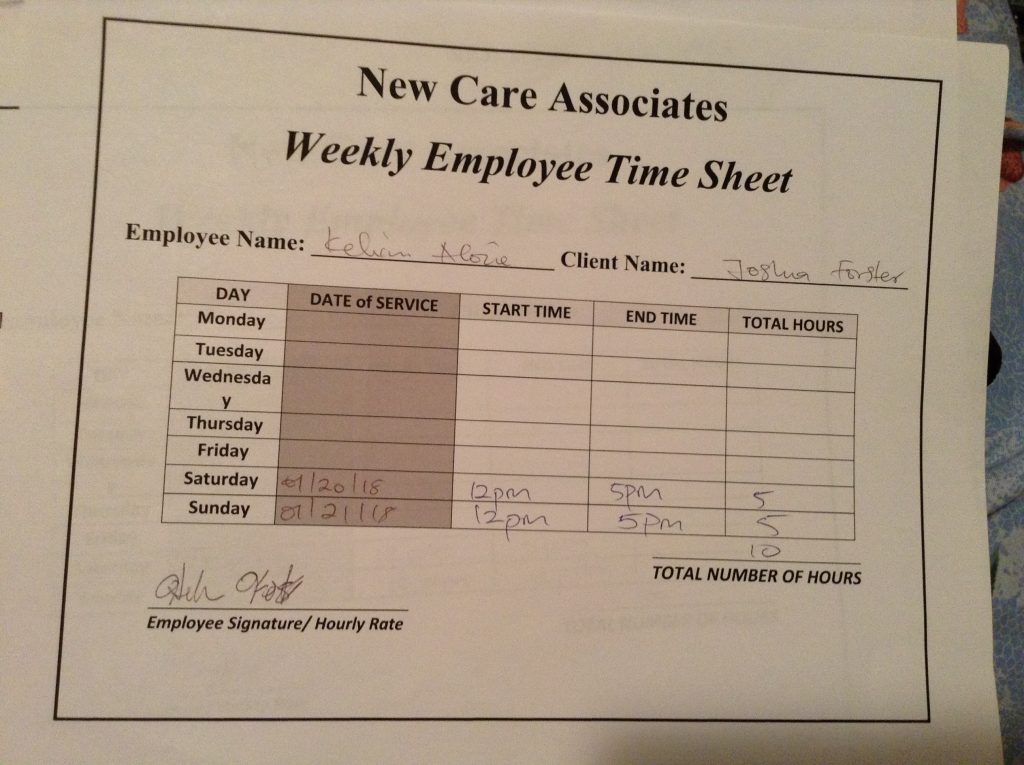 New Care Associates
Weekly Employee Time Sheet
Employee Name: Kelvin Alozie Client Name: Joshua Forster
DAY DATE of SERVICE START TIME END TIME TOTAL HOURS
Monday
Tuesday
Wednesda
y
Thursday
Friday
Saturday 01/20/18 12pm 5pm 5
Sunday 01/21/18 12pm 5pm 5
10
TOTAL NUMBER OF HOURS
Employee Signature/ Hourly Rate